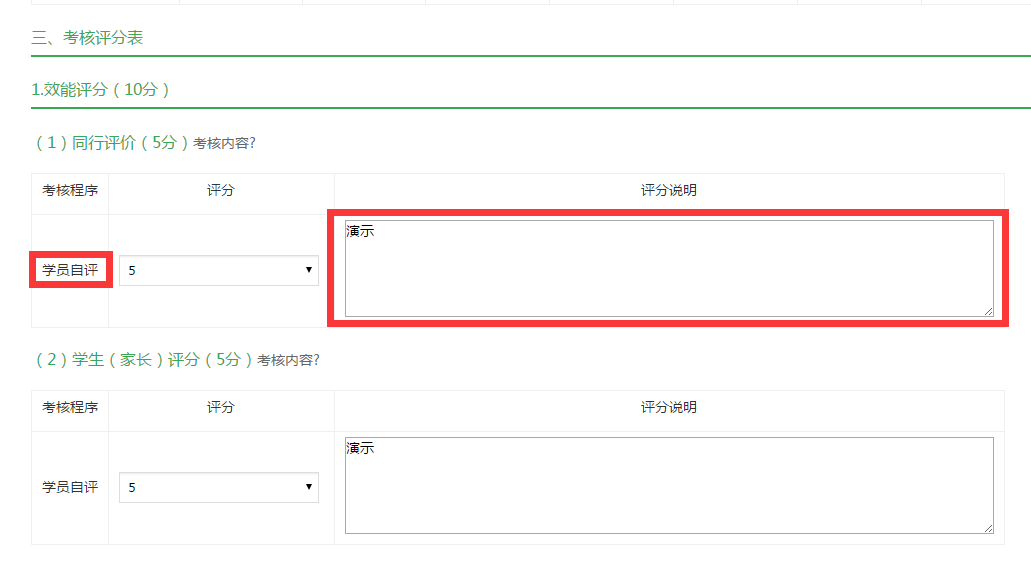 三、考核评分表
1.效能评分（10分）
（1）同行评价（5分）考核内容?
考核程序 评分 评分说明
学员自评 5 演示
（2）学生（家长）评分（5分）考核内容?
考核程序 评分 评分说明
学员自评 5 演示